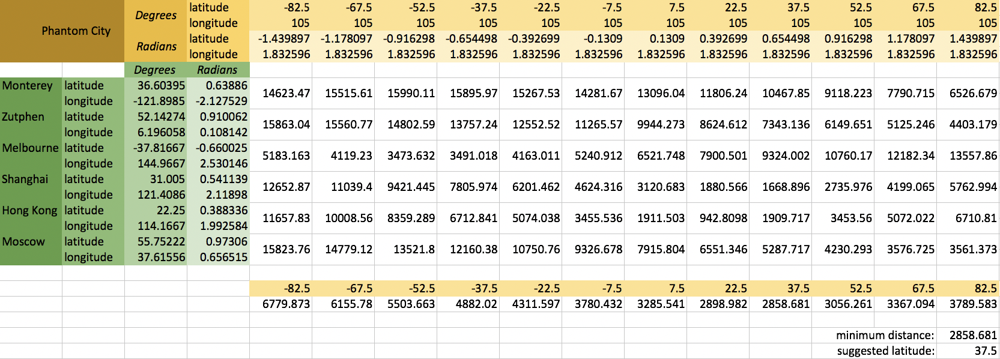 Phantom City Degrees latitude -82.5 -67.5 -52.5 -37.5 -22.5 -7.5 7.5 22.5 37.5 52.5 67.5 82.5
longitude 105 105 105 105 105 105 105 105 105 105 105 105
Radians latitude -1.439897 -1.178097 -0.916298 -0.654498 -0.392699 -0.1309 0.1309 0.392699 0.654498 0.916298 1.178097 1.439897
longitude 1.832596 1.832596 1.832596 1.832596 1.832596 1.832596 1.832596 1.832596 1.832596 1.832596 1.832596 1.832596
Degrees Radians
Monterey latitude 36.60395 0.63886
14623.47 15515.61 15990.11 15895.97 15267.53 14281.67 13096.04 11806.24 10467.85 9118.223 7790.715 6526.679
longitude -121.8985 -2.127529
Zutphen latitude 52.14274 0.910062
15863.04 15560.77 14802.59 13757.24 12552.52 11265.57 9944.273 8624.612 7343.136 6149.651 5125.246 4403.179
longitude 6.196058 0.108142
Melbourne latitude -37.81667 -0.660025
5183.163 4119.23 3473.632 3491.018 4163.011 5240.912 6521.748 7900.501 9324.002 10760.17 12182.34 13557.86
longitude 144.9667 2.530146
Shanghai latitude 31.005 0.541139
12652.87 11039.4 9421.445 7805.974 6201.462 4624.316 3120.683 1880.566 1668.896 2735.976 4199.065 5762.994
longitude 121.4086 2.11898
Hong Kong latitude 22.25 0.388336
11657.83 10008.56 8359.289 6712.841 5074.038 3455.536 1911.503 942.8098 1909.717 3453.56 5072.022 6710.81
longitude 114.1667 1.992584
Moscow latitude 55.75222 0.97306
15823.76 14779.12 13521.8 12160.38 10750.76 9326.678 7915.804 6551.346 5287.717 4230.293 3576.725 3561.373
longitude 37.61556 0.656515
-82.5 -67.5 -52.5 -37.5 -22.5 -7.5 7.5 22.5 37.5 52.5 67.5 82.5
6779.873 6155.78 5503.663 4882.02 4311.597 3780.432 3285.541 2898.982 2858.681 3056.261 3367.094 3789.583
minimum distance: 2858.681
suggested latitude: 37.5